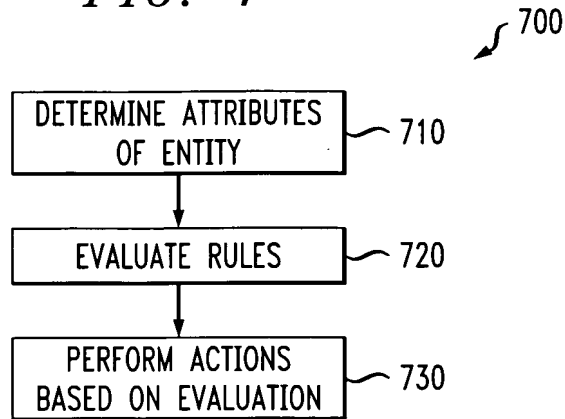 700
DETERMINE ATTRIBUTES
OF ENTITY
710
EVALUATE RULES
720
PERFORM ACTIONS
BASED ON EVALUATION
730